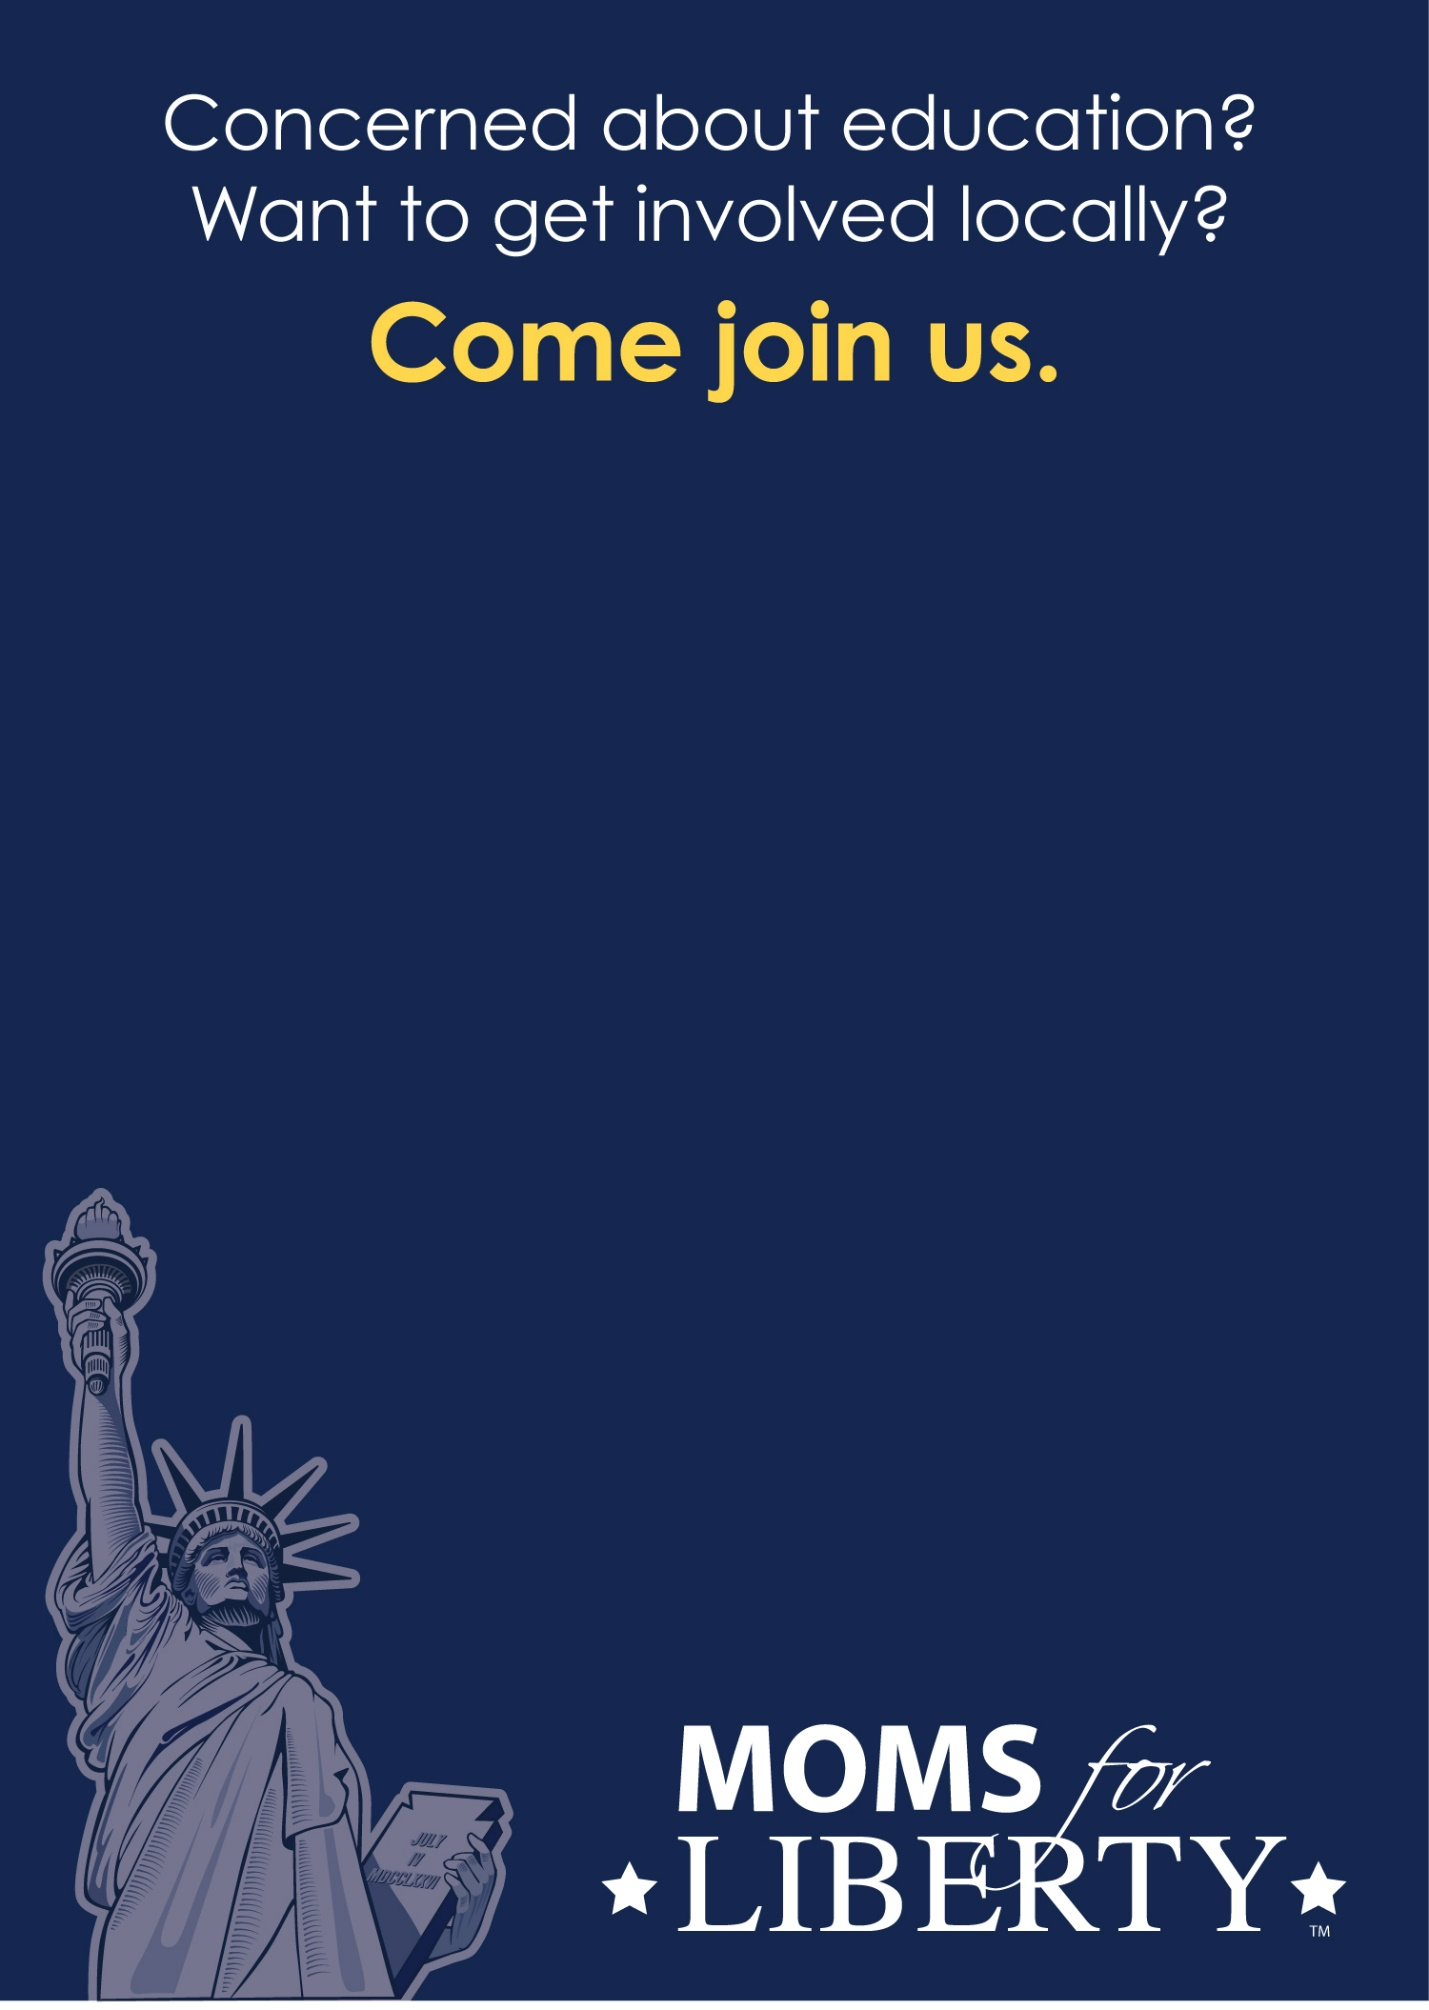 Concerned about education?
Want to get involved locally?
Come join us.
JULY
IV
MDCCLXXVI
MOMS for
LIBERTY
TM